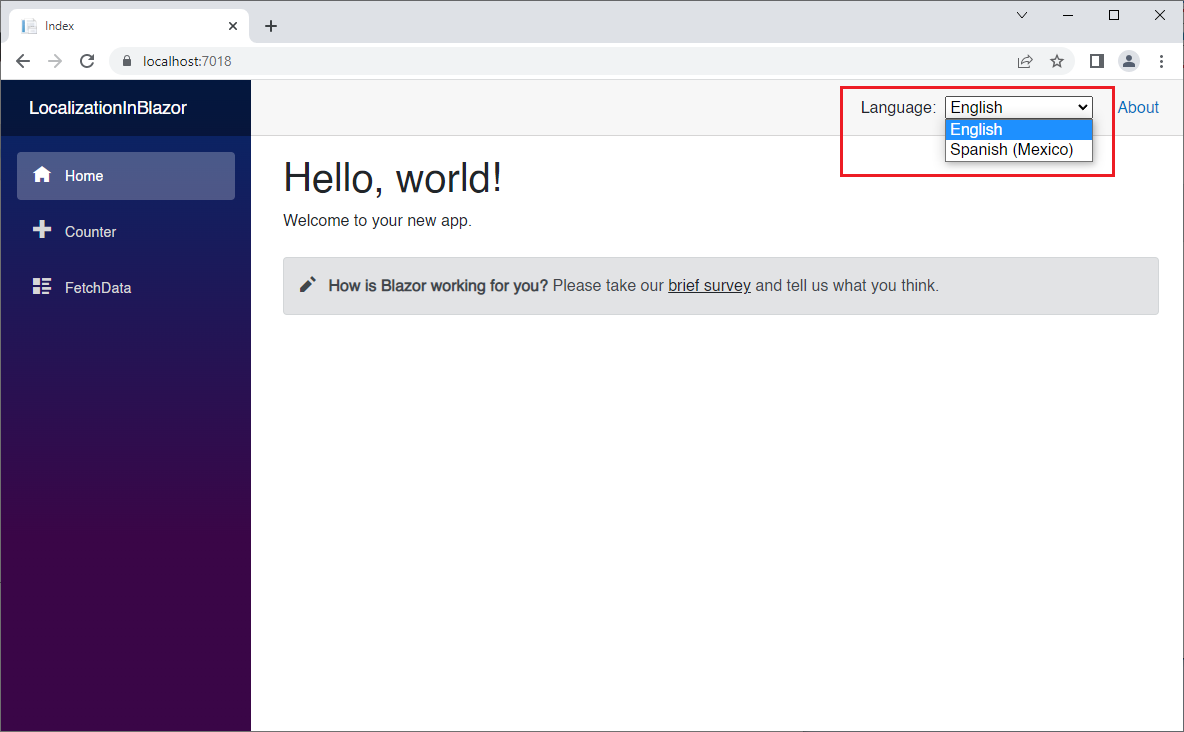 Index
localhost:7018
LocalizationInBlazor
Language: English About
English
Spanish (Mexico)
Home
Counter
FetchData
Hello, world!
Welcome to your new app.
How is Blazor working for you? Please take our brief survey and tell us what you think.